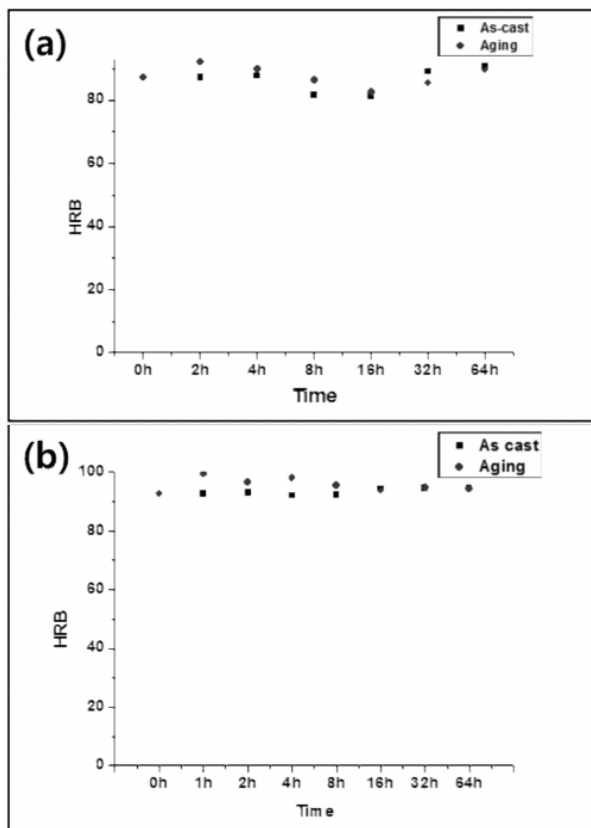 (a)
As-cast
Aging
80
60
40
20
0
HRB
0h 2h 4h 8h 16h 32h 64h
Time
(b)
As cast
Aging
100
80
60
40
20
0
HRB
0h 1h 2h 4h 8h 16h 32h 64h
Time